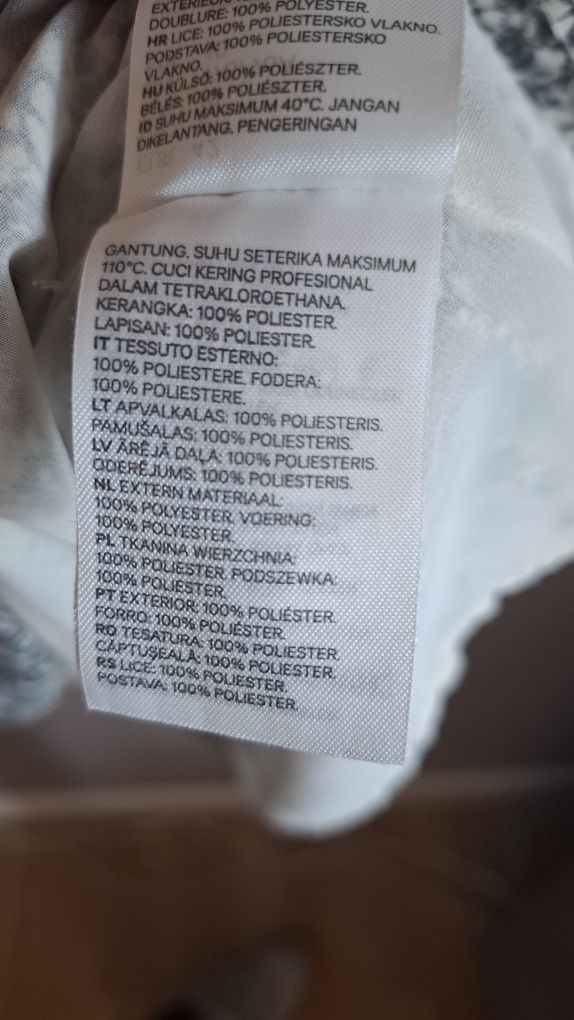 DOUBLURE: 100% POLYESTER.
HR LICE: 100% POLIESTERSKO VLAKNO.
PODSTAVA: 100% POLIESTERSKO
VLAKNO.
HU KÜLSŐ: 100% POLIÉSZTER.
BÉLÉS: 100% POLIÉSZTER.
ID SUHU MAKSIMUM 40°C. JANGAN
DIKELANTANG, PENGERINGAN
GANTUNG. SUHU SETERIKA MAKSIMUM
110°C. CUCI KERING PROFESIONAL
DALAM TETRAKLOROETHANA.
KERANGKA: 100% POLIESTER.
LAPISAN: 100% POLIESTER.
IT TESSUTO ESTERNO:
100% POLIESTERE. FODERA:
100% POLIESTERE.
LT APVALKALAS: 100% POLIESTERIS.
PAMUŠALAS: 100% POLIESTERIS.
LV ĀRĒJĀ DAĻA: 100% POLIESTERIS.
ODERĒJUMS: 100% POLIESTERIS.
NL EXTERN MATERIAAL:
100% POLYESTER. VOERING:
100% POLYESTER.
PL TKANINA WIERZCHNIA:
100% POLIESTER. PODSZEWKA:
100% POLIESTER.
PT EXTERIOR: 100% POLIÉSTER.
FORRO: 100% POLIÉSTER.
RO TESATURA: 100% POLIESTER.
CĂPTUȘEALĂ: 100% POLIESTER.
RS LICE: 100% POLIESTER.
POSTAVA: 100% POLIESTER.